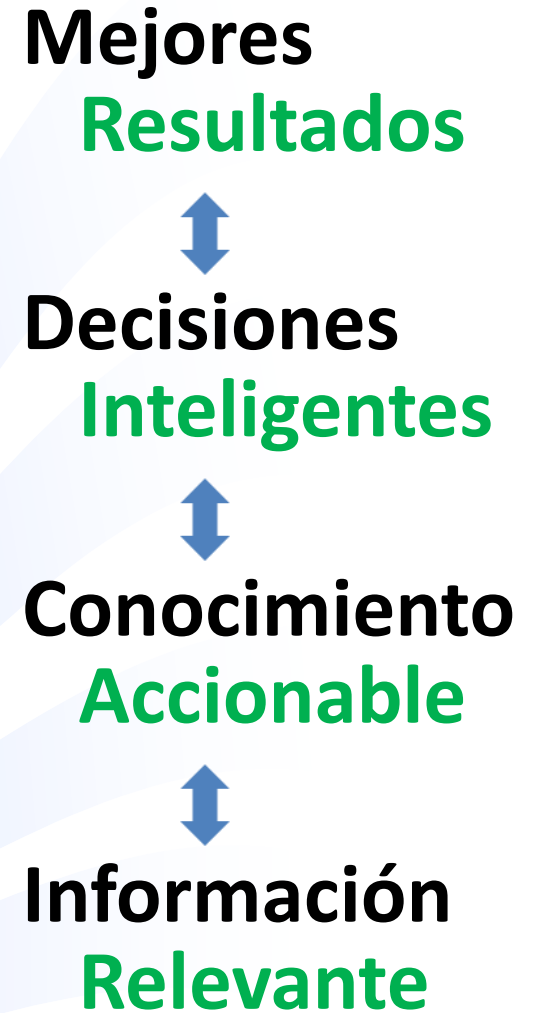 Mejores
Resultados
Decisiones
Inteligentes
Conocimiento
Accionable
Información
Relevante